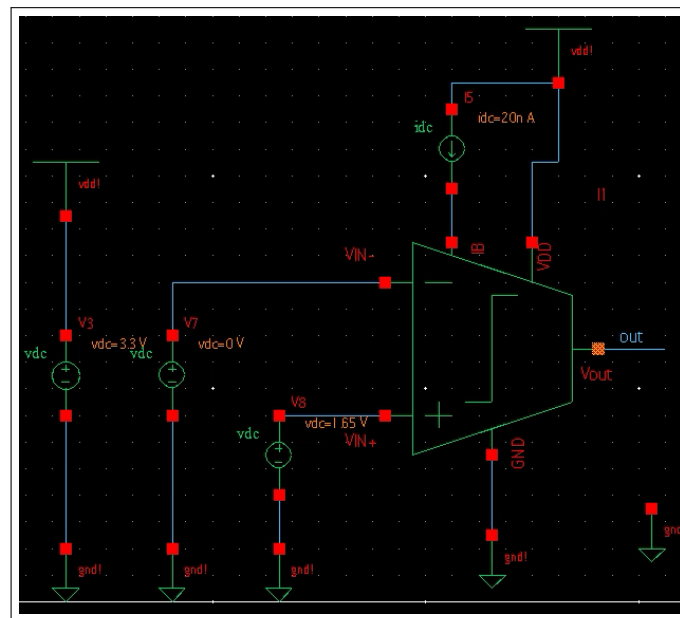 vdd!
I5
idc
idc=20n A
vdd!
I1
VIN-
IB
VDD
V3
vdc=3.3 V
vdc
V7
vdc=0 V
vdc
out
Vout
V8
vdc=1.65 V
vdc
VIN+
GND
gnd!
gnd!
gnd!
gnd!
gnd